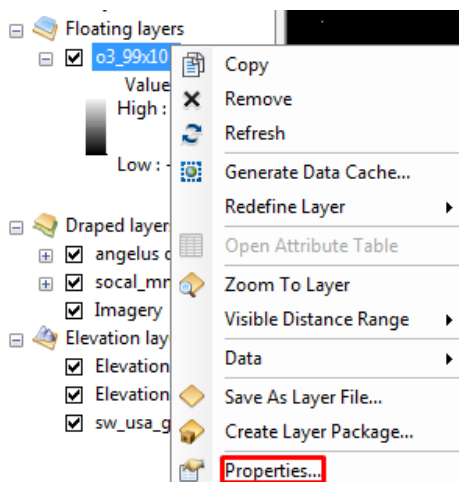 Floating layers
o3_99x10
Value
High :
Low : -
Draped layer
angelus c
socal_mr
Imagery
Elevation lay
Elevation
Elevation
sw_usa_g
Copy
Remove
Refresh
Generate Data Cache...
Redefine Layer
Open Attribute Table
Zoom To Layer
Visible Distance Range
Data
Save As Layer File...
Create Layer Package...
Properties...